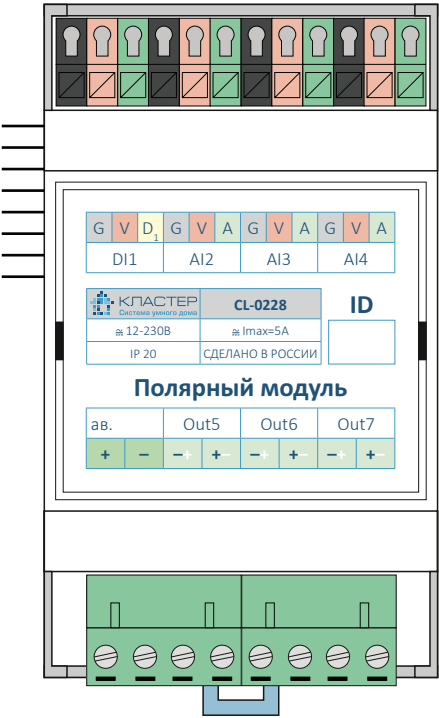 G V D1 G V A G V A G V A
DI1 AI2 AI3 AI4
КЛАСТЕР
Система умного дома
CL-0228
ID
≅ 12-230В ≅ Imax=5А
IP 20 СДЕЛАНО В РОССИИ
Полярный модуль
ав. Out5 Out6 Out7
+ − −+ +− −+ +− −+ +−